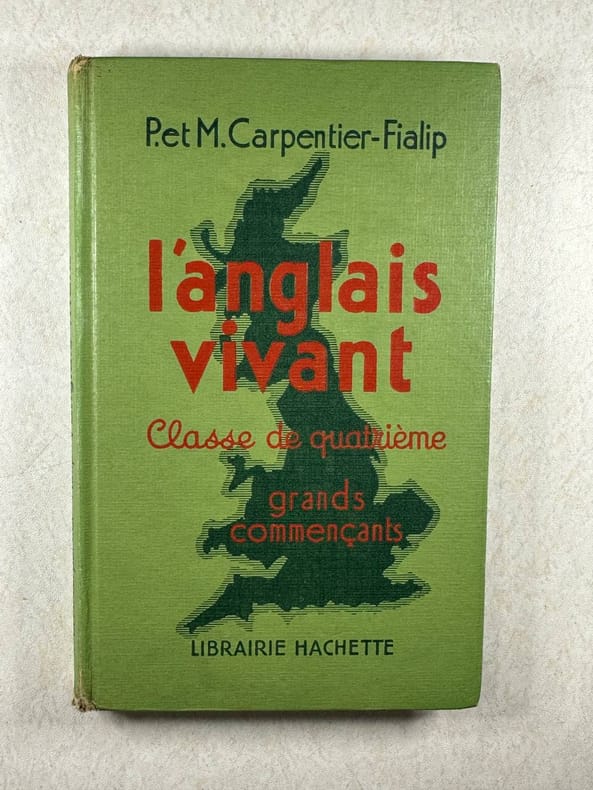 P. et M. Carpentier-Fialip
l'anglais
vivant
Classe de quatrième
grands
commençants
LIBRAIRIE HACHETTE